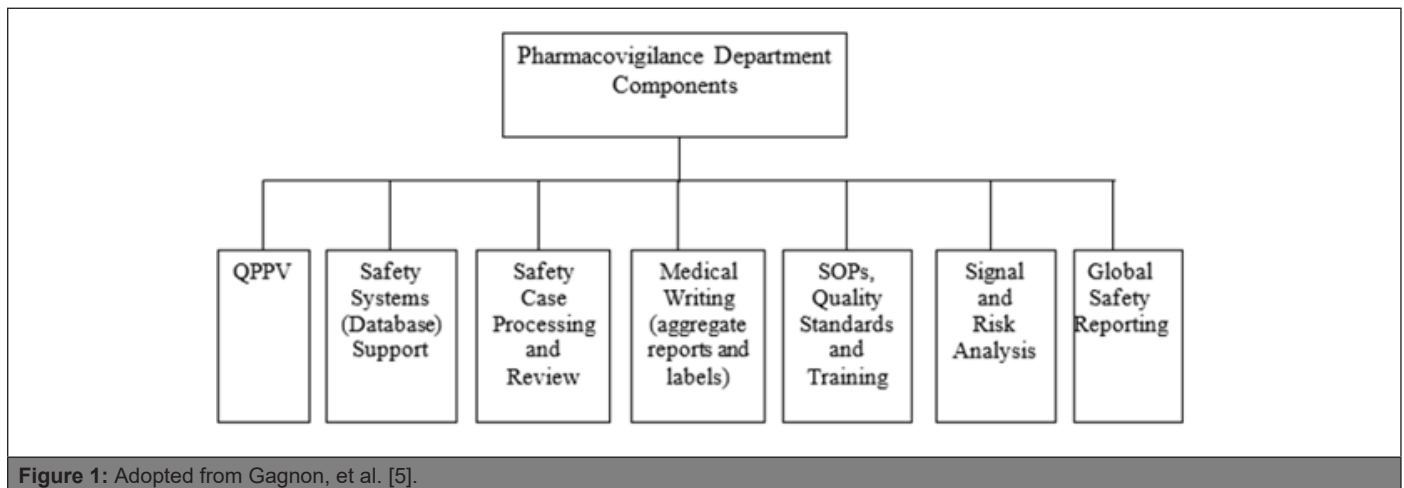 Pharmacovigilance Department
Components
QPPV
Safety
Systems
(Database)
Support
Safety
Case
Processing
and
Review
Medical
Writing
(aggregate
reports and
labels)
SOPs,
Quality
Standards
and
Training
Signal
and
Risk
Analysis
Global
Safety
Reporting
Figure 1: Adopted from Gagnon, et al. [5].